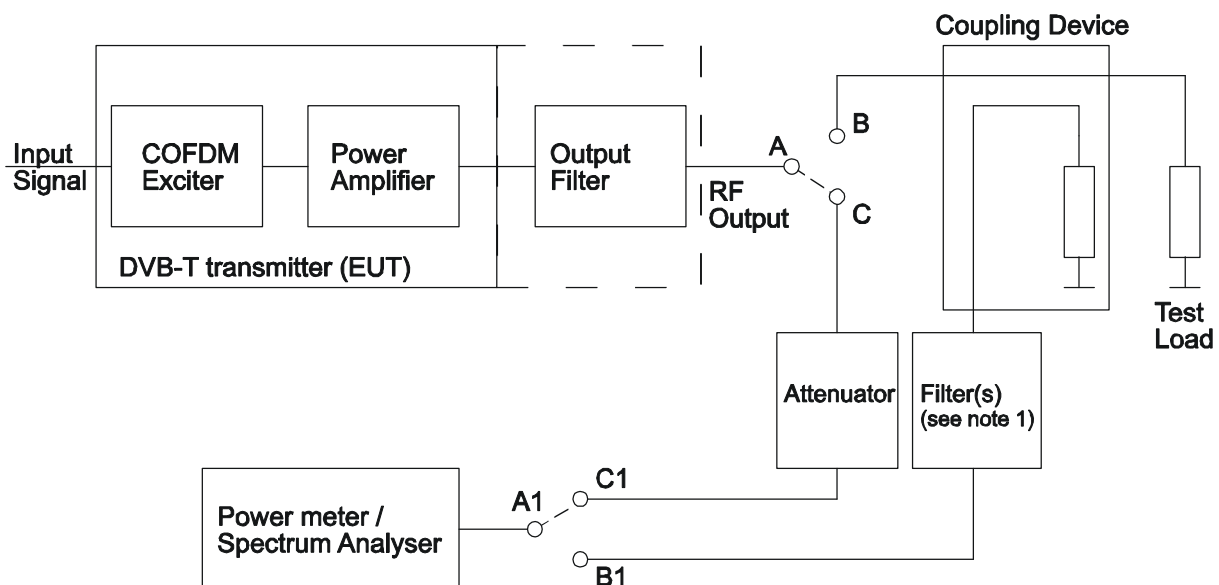 Coupling Device
Input
Signal
COFDM
Exciter
Power
Amplifier
Output
Filter
RF
Output
A
B
C
DVB-T transmitter (EUT)
Test
Load
Attenuator
Filter(s)
(see note 1)
Power meter /
Spectrum Analyser
A1
C1
B1